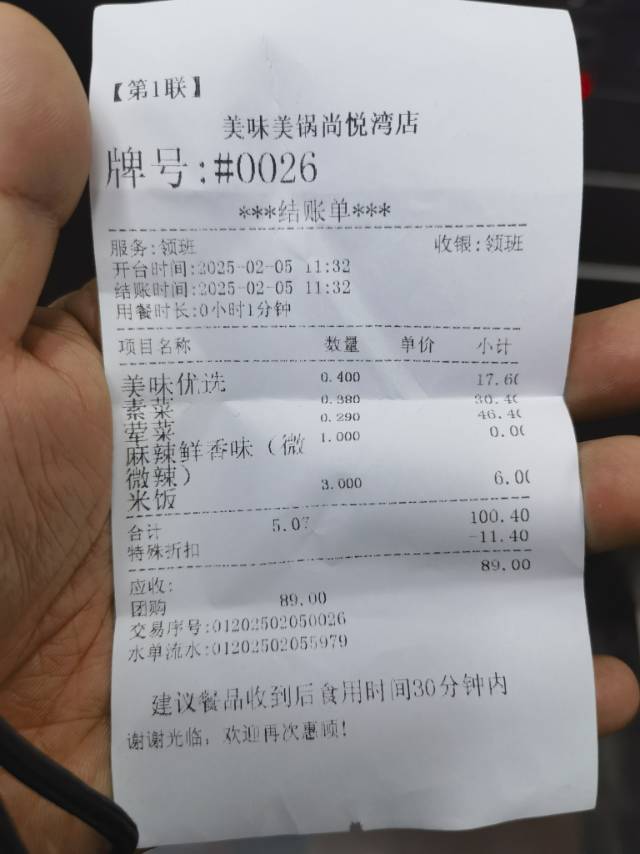 【第1联】
美味美锅尚悦湾店
牌号:#0026
***结账单***
服务:领班 收银:领班
开台时间:2025-02-05 11:32
结账时间:2025-02-05 11:32
用餐时长:0小时1分钟
项目名称 数量 单价 小计
美味优选 0.400 17.60
素菜 0.380 30.40
荤菜 0.290 46.40
麻辣鲜香味（微 1.000 0.00
微辣）
米饭 3.000 6.00
合计 5.07 100.40
特殊折扣 -11.40
应收: 89.00
团购 89.00
交易序号:01202502050026
水单流水:01202502055979
建议餐品收到后食用时间30分钟内
谢谢光临，欢迎再次惠顾!